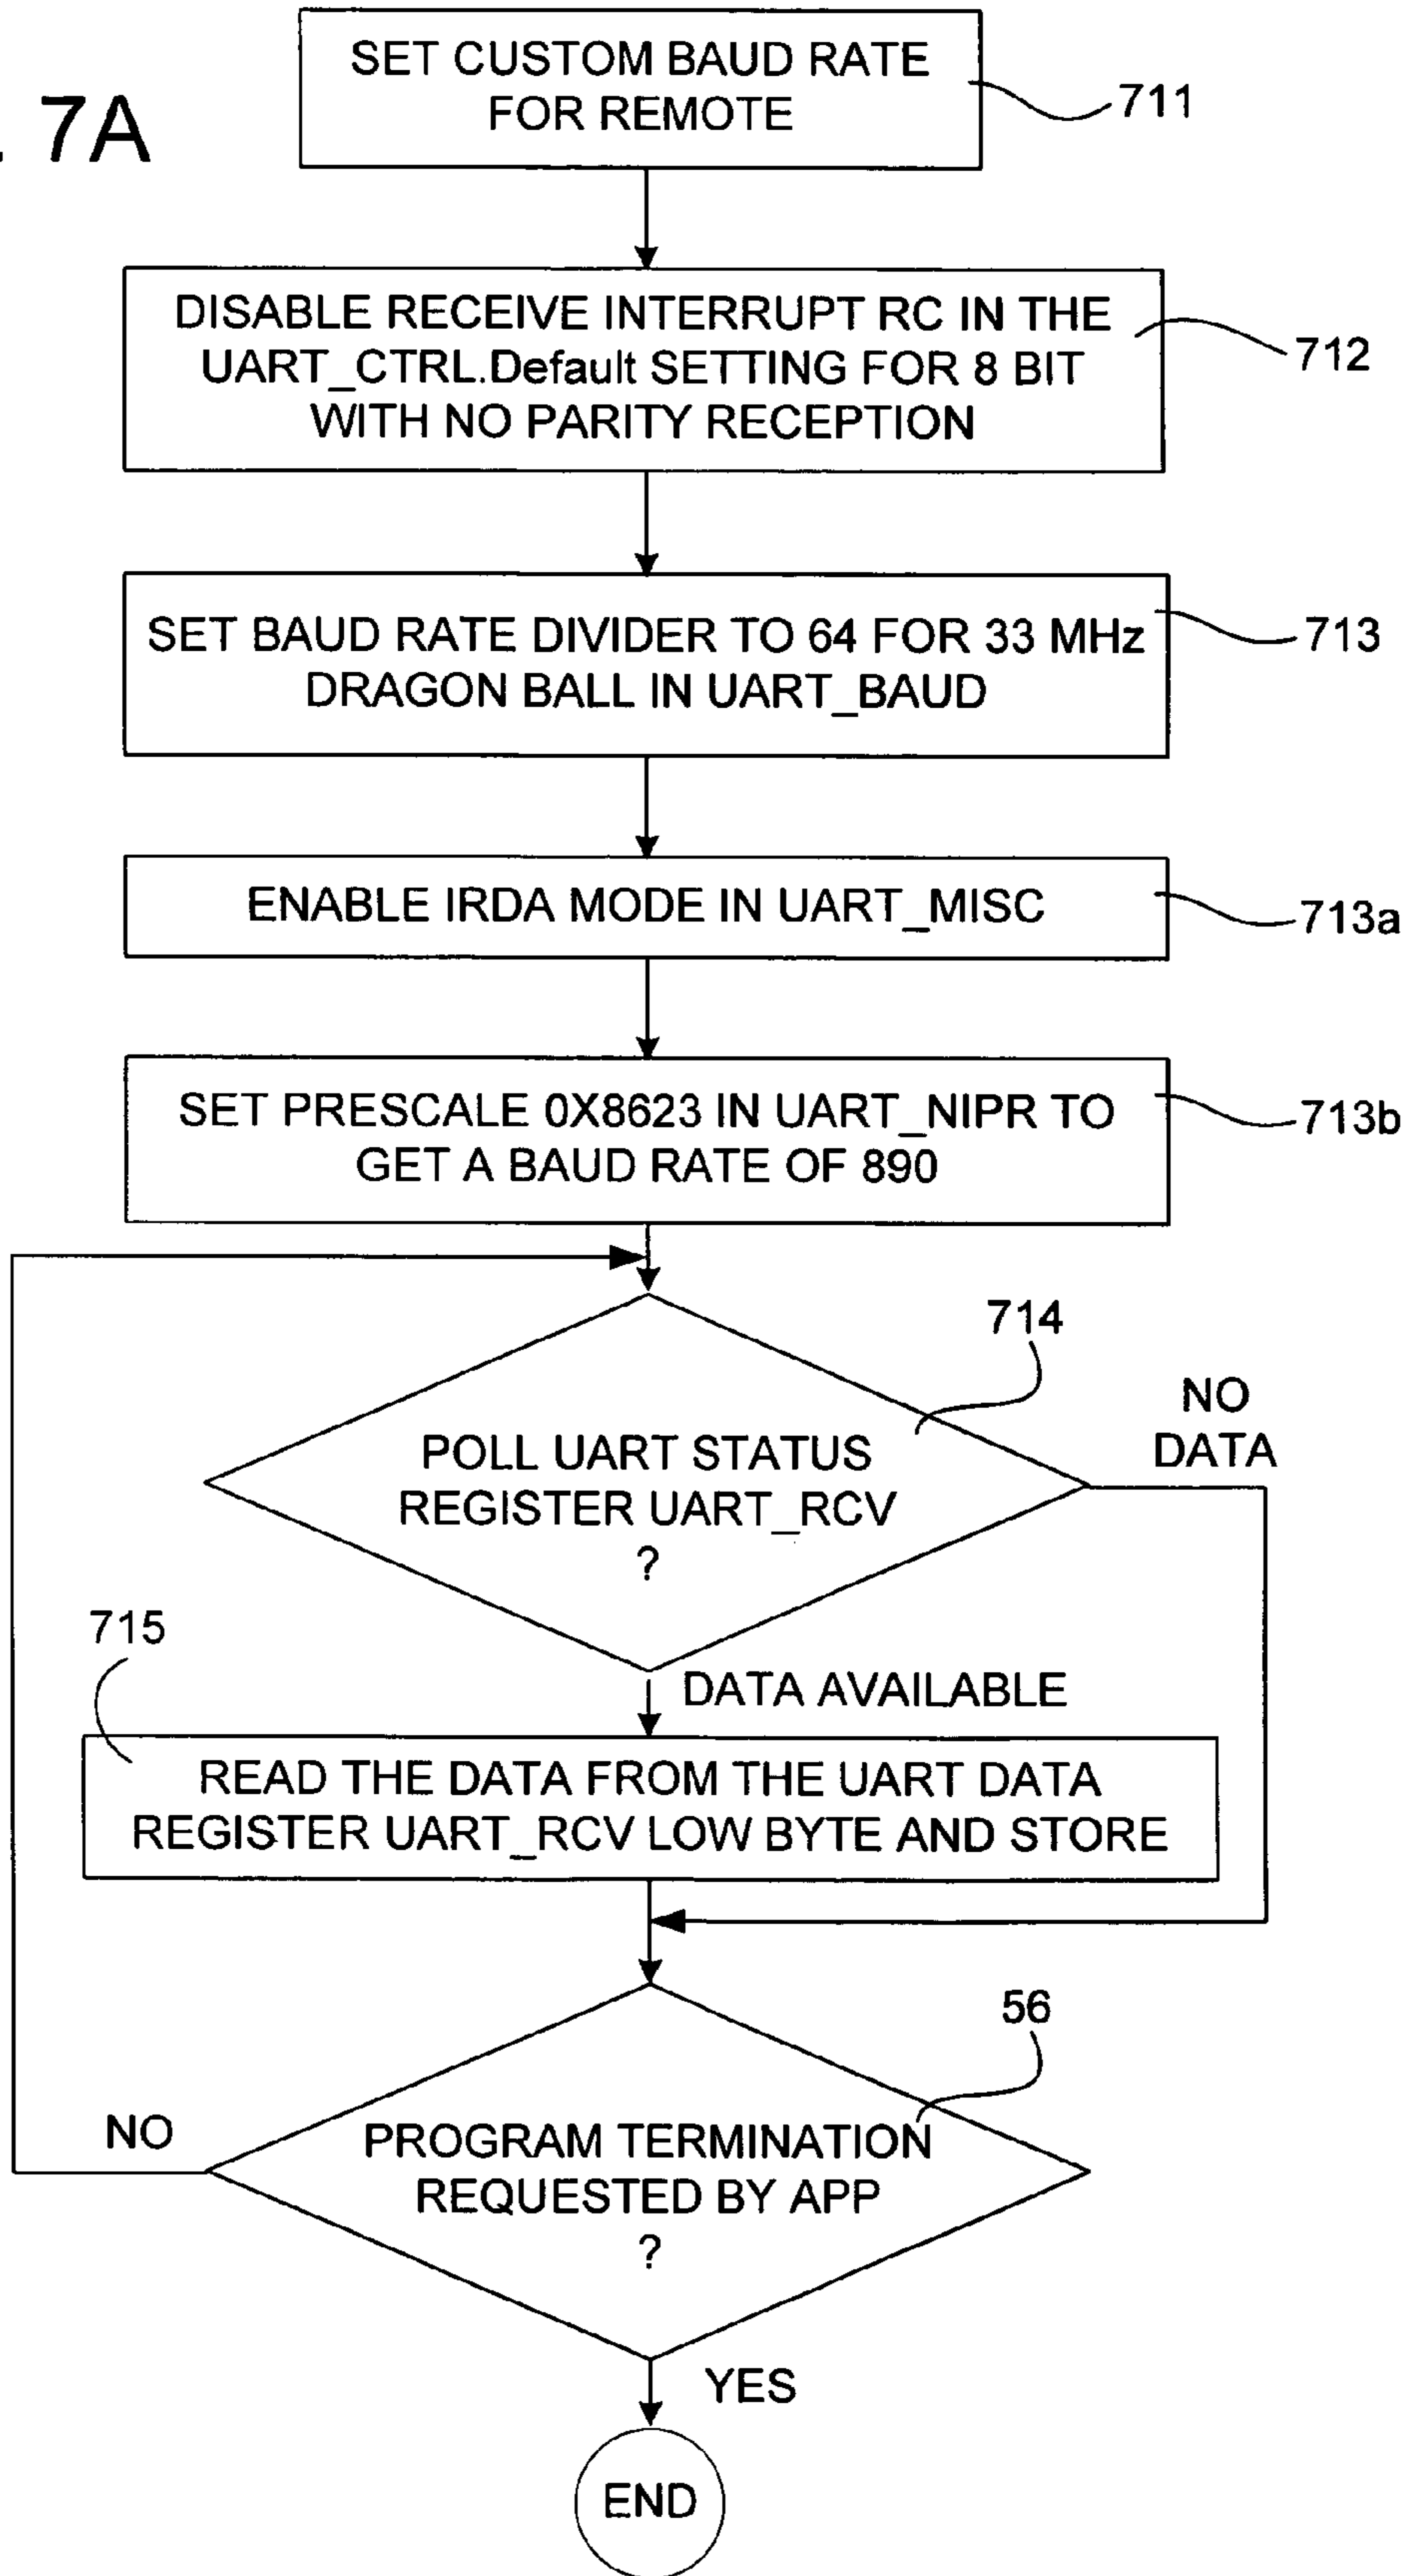 7A
SET CUSTOM BAUD RATE
FOR REMOTE
711
DISABLE RECEIVE INTERRUPT RC IN THE
UART_CTRL.Default SETTING FOR 8 BIT
WITH NO PARITY RECEPTION
712
SET BAUD RATE DIVIDER TO 64 FOR 33 MHz
DRAGON BALL IN UART_BAUD
713
ENABLE IRDA MODE IN UART_MISC
713a
SET PRESCALE 0X8623 IN UART_NIPR TO
GET A BAUD RATE OF 890
713b
714
POLL UART STATUS
REGISTER UART_RCV
?
NO
DATA
715
DATA AVAILABLE
READ THE DATA FROM THE UART DATA
REGISTER UART_RCV LOW BYTE AND STORE
56
NO
PROGRAM TERMINATION
REQUESTED BY APP
?
YES
END